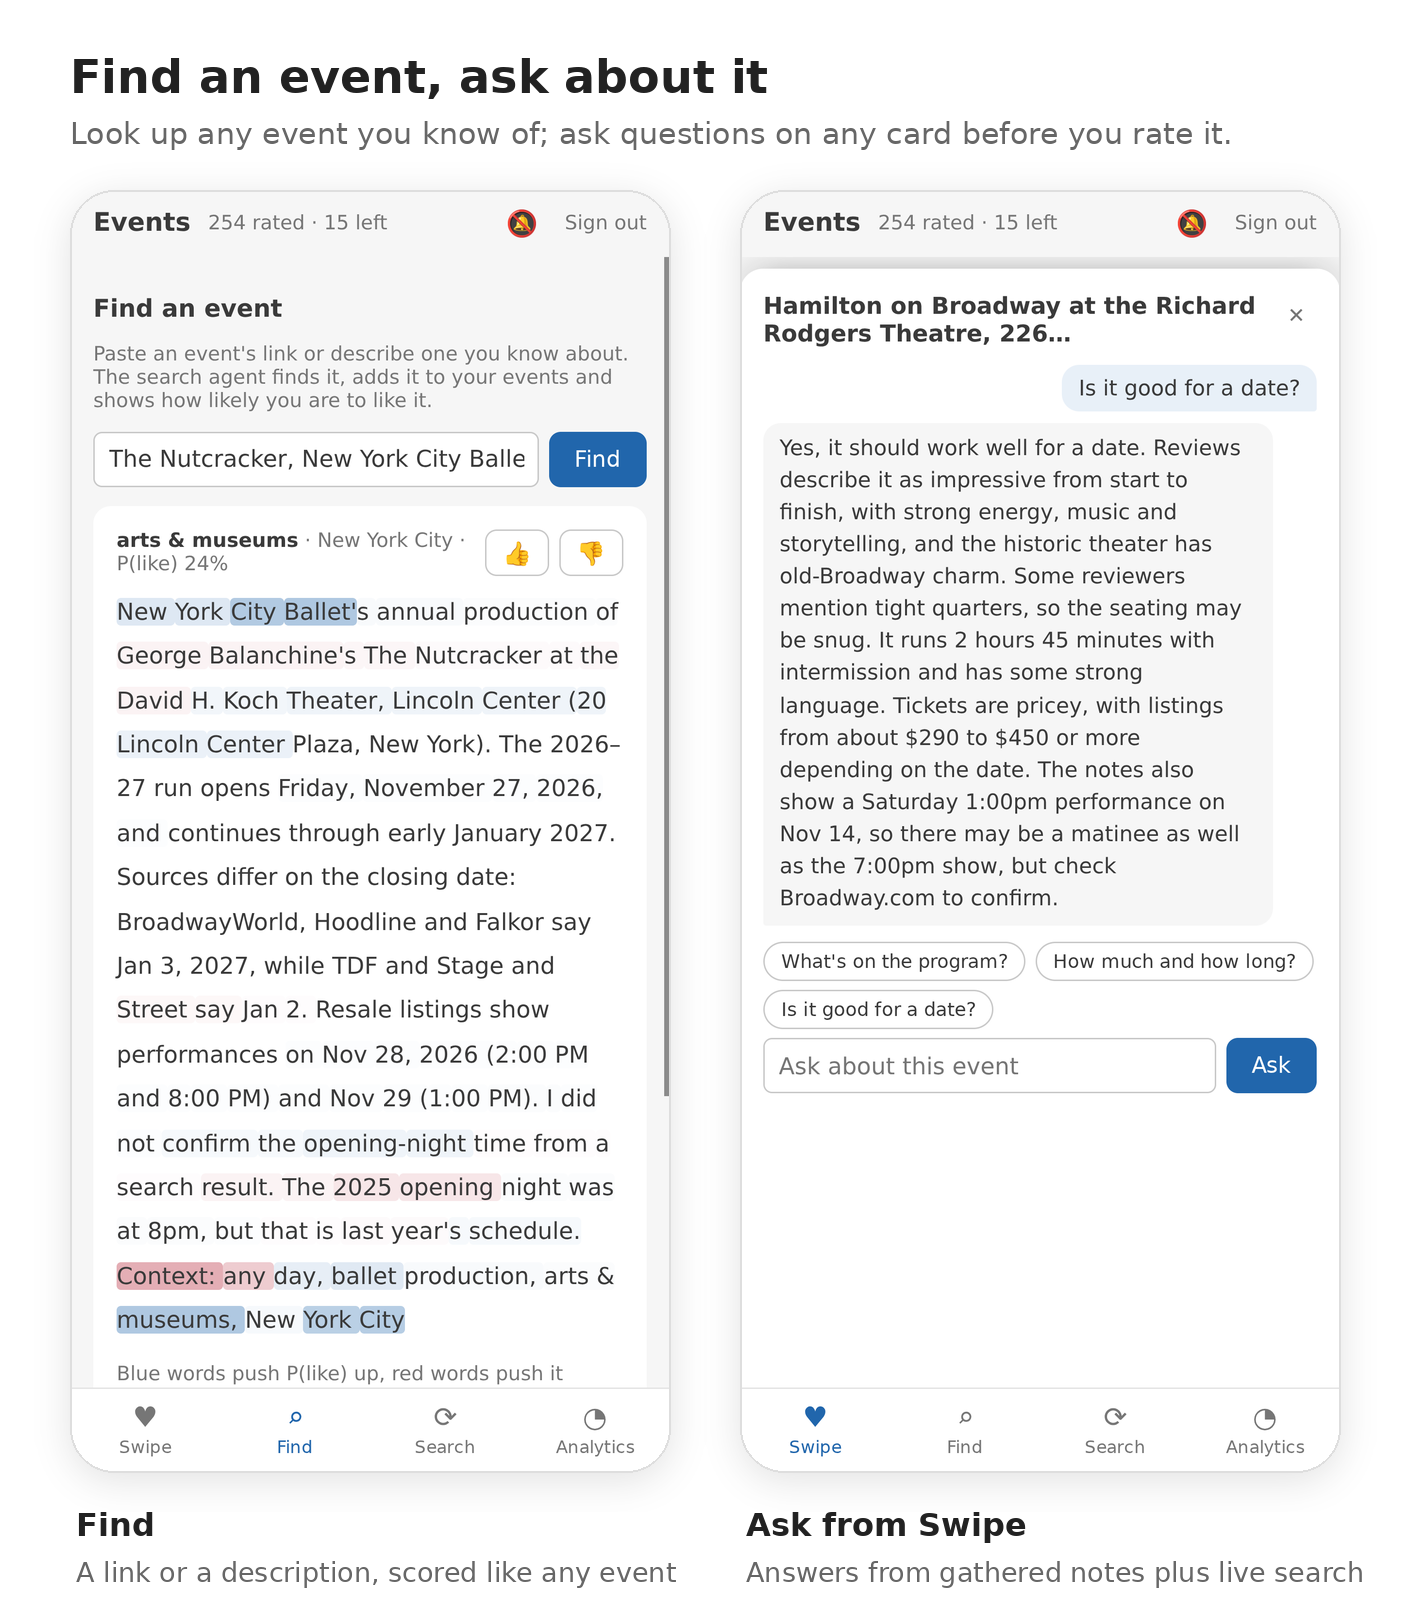 Find an event, ask about it
Look up any event you know of; ask questions on any card before you rate it.
Events 254 rated · 15 left Sign out
Find an event
Paste an event's link or describe one you know about.
The search agent finds it, adds it to your events and
shows how likely you are to like it.
The Nutcracker, New York City Balle Find
arts & museums · New York City ·
P(like) 24%
New York City Ballet's annual production of
George Balanchine's The Nutcracker at the
David H. Koch Theater, Lincoln Center (20
Lincoln Center Plaza, New York). The 2026–
27 run opens Friday, November 27, 2026,
and continues through early January 2027.
Sources differ on the closing date:
BroadwayWorld, Hoodline and Falkor say
Jan 3, 2027, while TDF and Stage and
Street say Jan 2. Resale listings show
performances on Nov 28, 2026 (2:00 PM
and 8:00 PM) and Nov 29 (1:00 PM). I did
not confirm the opening-night time from a
search result. The 2025 opening night was
at 8pm, but that is last year's schedule.
Context: any day, ballet production, arts &
museums, New York City
Blue words push P(like) up, red words push it
Swipe Find Search Analytics
Find
A link or a description, scored like any event
Events 254 rated · 15 left Sign out
Hamilton on Broadway at the Richard
Rodgers Theatre, 226…
Is it good for a date?
Yes, it should work well for a date. Reviews
describe it as impressive from start to
finish, with strong energy, music and
storytelling, and the historic theater has
old-Broadway charm. Some reviewers
mention tight quarters, so the seating may
be snug. It runs 2 hours 45 minutes with
intermission and has some strong
language. Tickets are pricey, with listings
from about $290 to $450 or more
depending on the date. The notes also
show a Saturday 1:00pm performance on
Nov 14, so there may be a matinee as well
as the 7:00pm show, but check
Broadway.com to confirm.
What's on the program? How much and how long?
Is it good for a date?
Ask about this event Ask
Swipe Find Search Analytics
Ask from Swipe
Answers from gathered notes plus live search